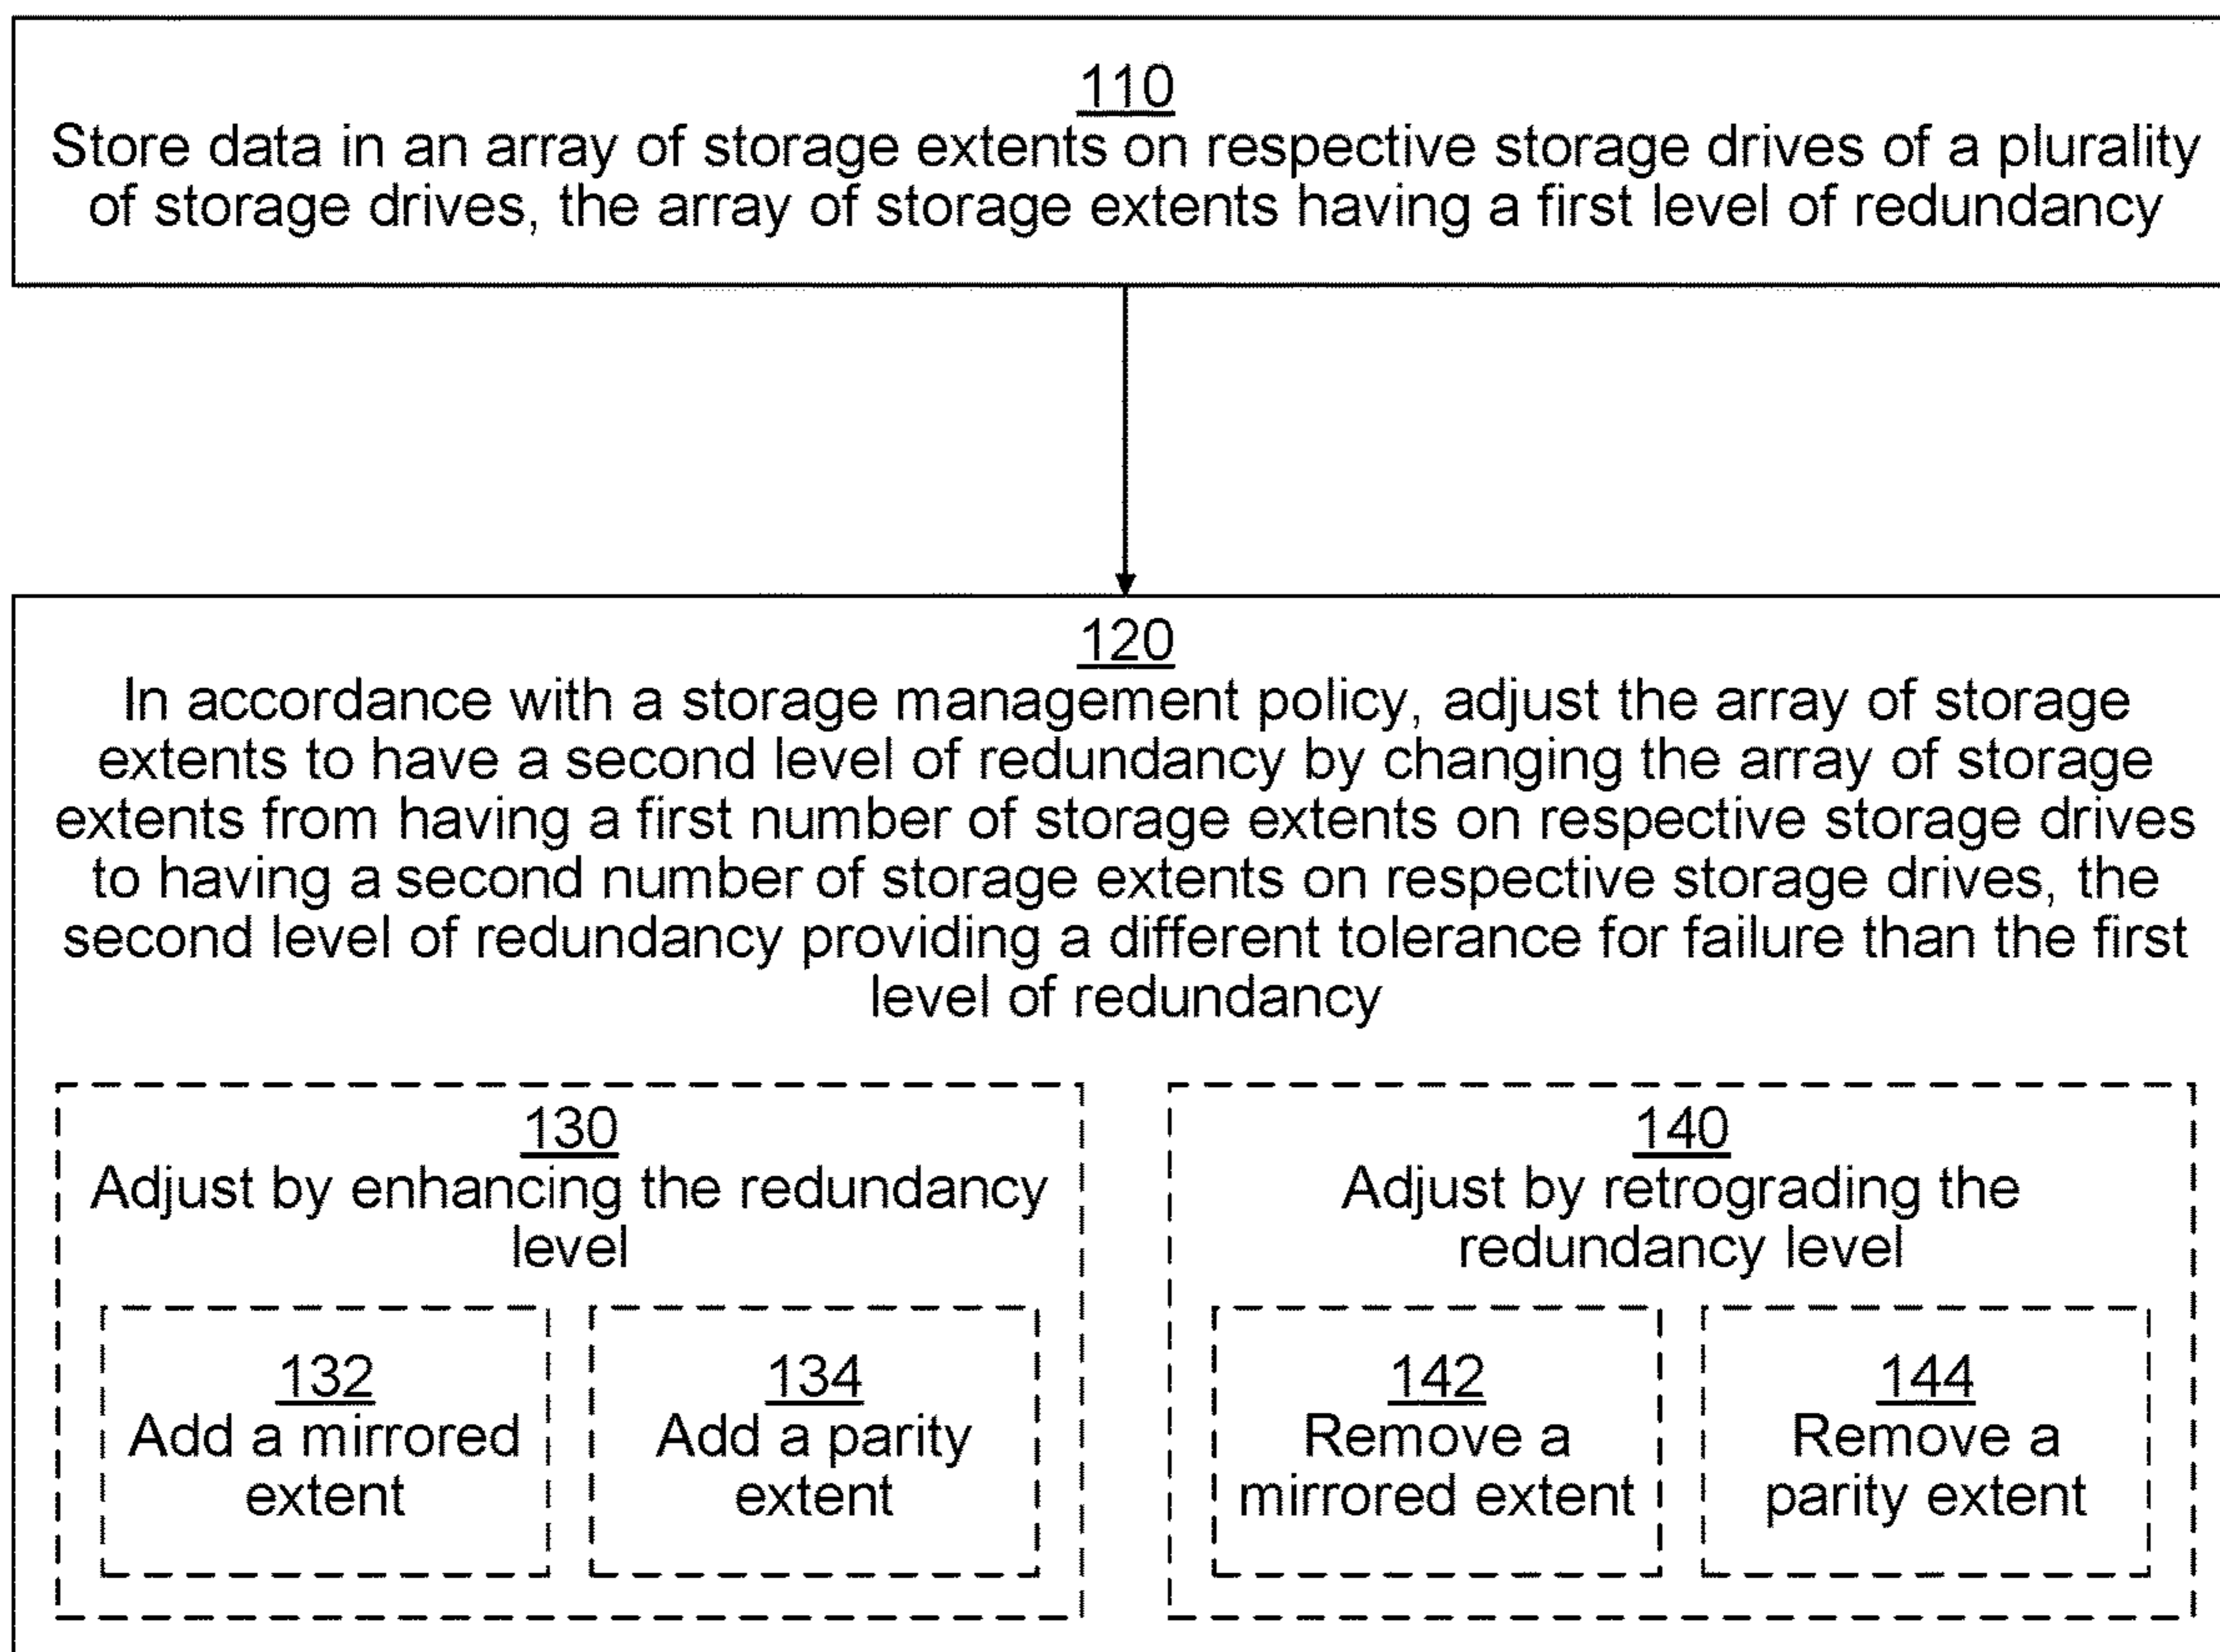 110
Store data in an array of storage extents on respective storage drives of a plurality
of storage drives, the array of storage extents having a first level of redundancy
120
In accordance with a storage management policy, adjust the array of storage
extents to have a second level of redundancy by changing the array of storage
extents from having a first number of storage extents on respective storage drives
to having a second number of storage extents on respective storage drives, the
second level of redundancy providing a different tolerance for failure than the first
level of redundancy
130
Adjust by enhancing the redundancy
level
132
Add a mirrored
extent
134
Add a parity
extent
140
Adjust by retrograding the
redundancy level
142
Remove a
mirrored extent
144
Remove a
parity extent